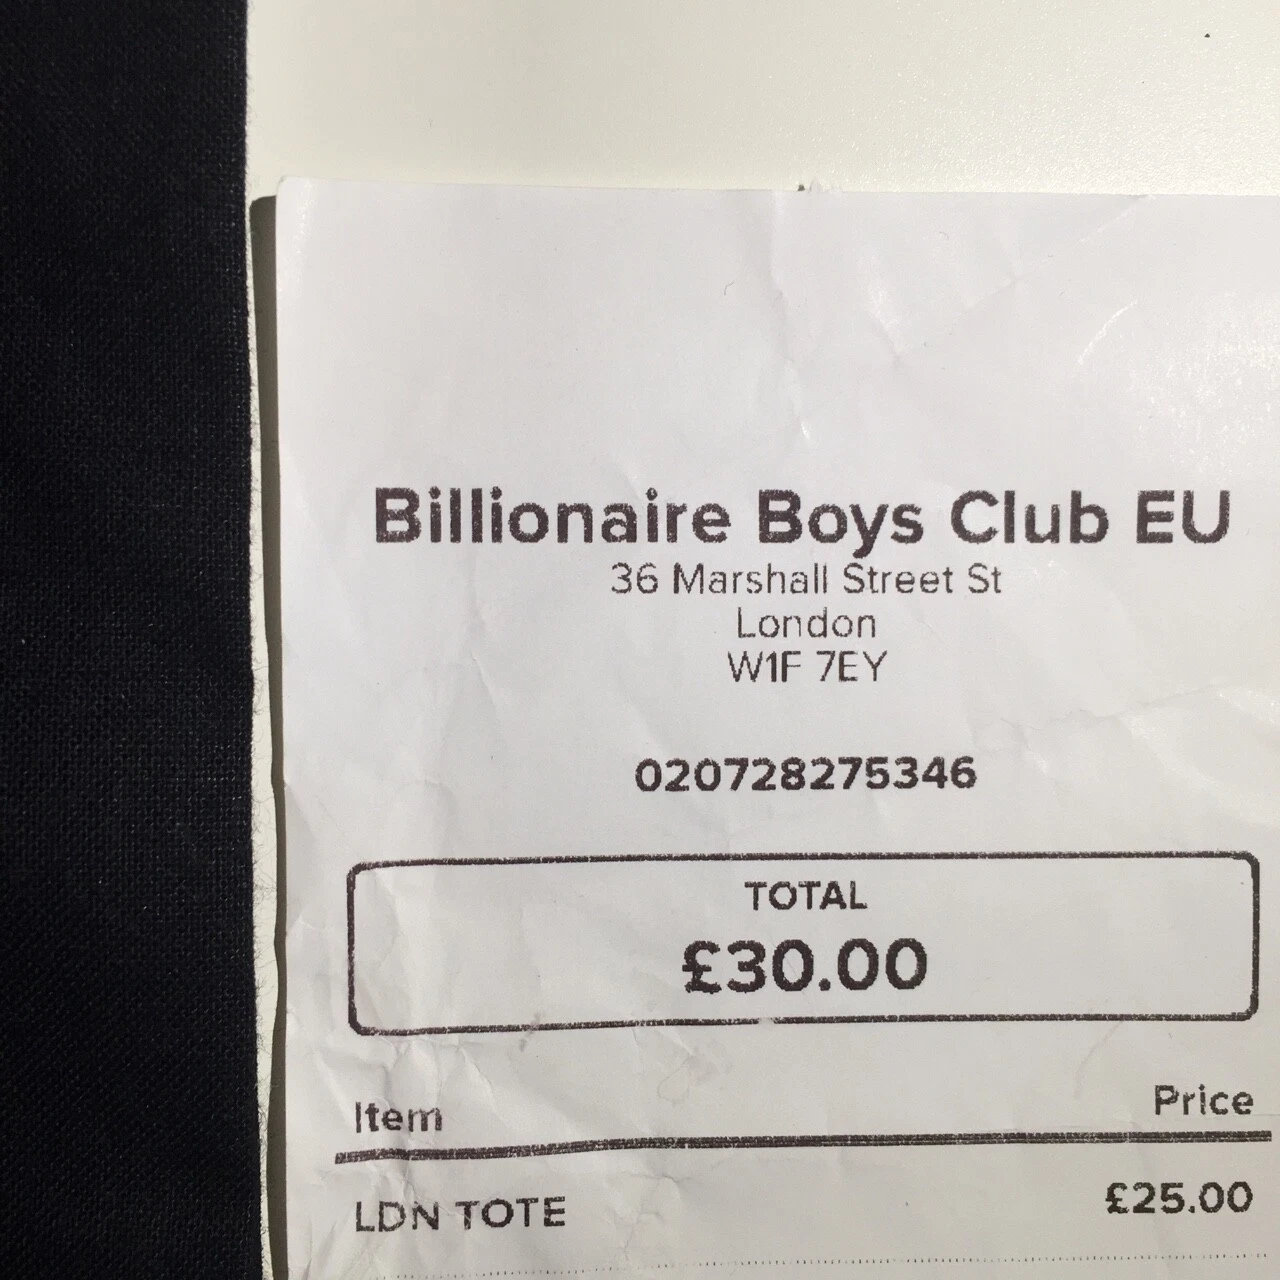 Billionaire Boys Club EU
36 Marshall Street St
London
W1F 7EY
020728275346
TOTAL
£30.00
Item Price
LDN TOTE £25.00